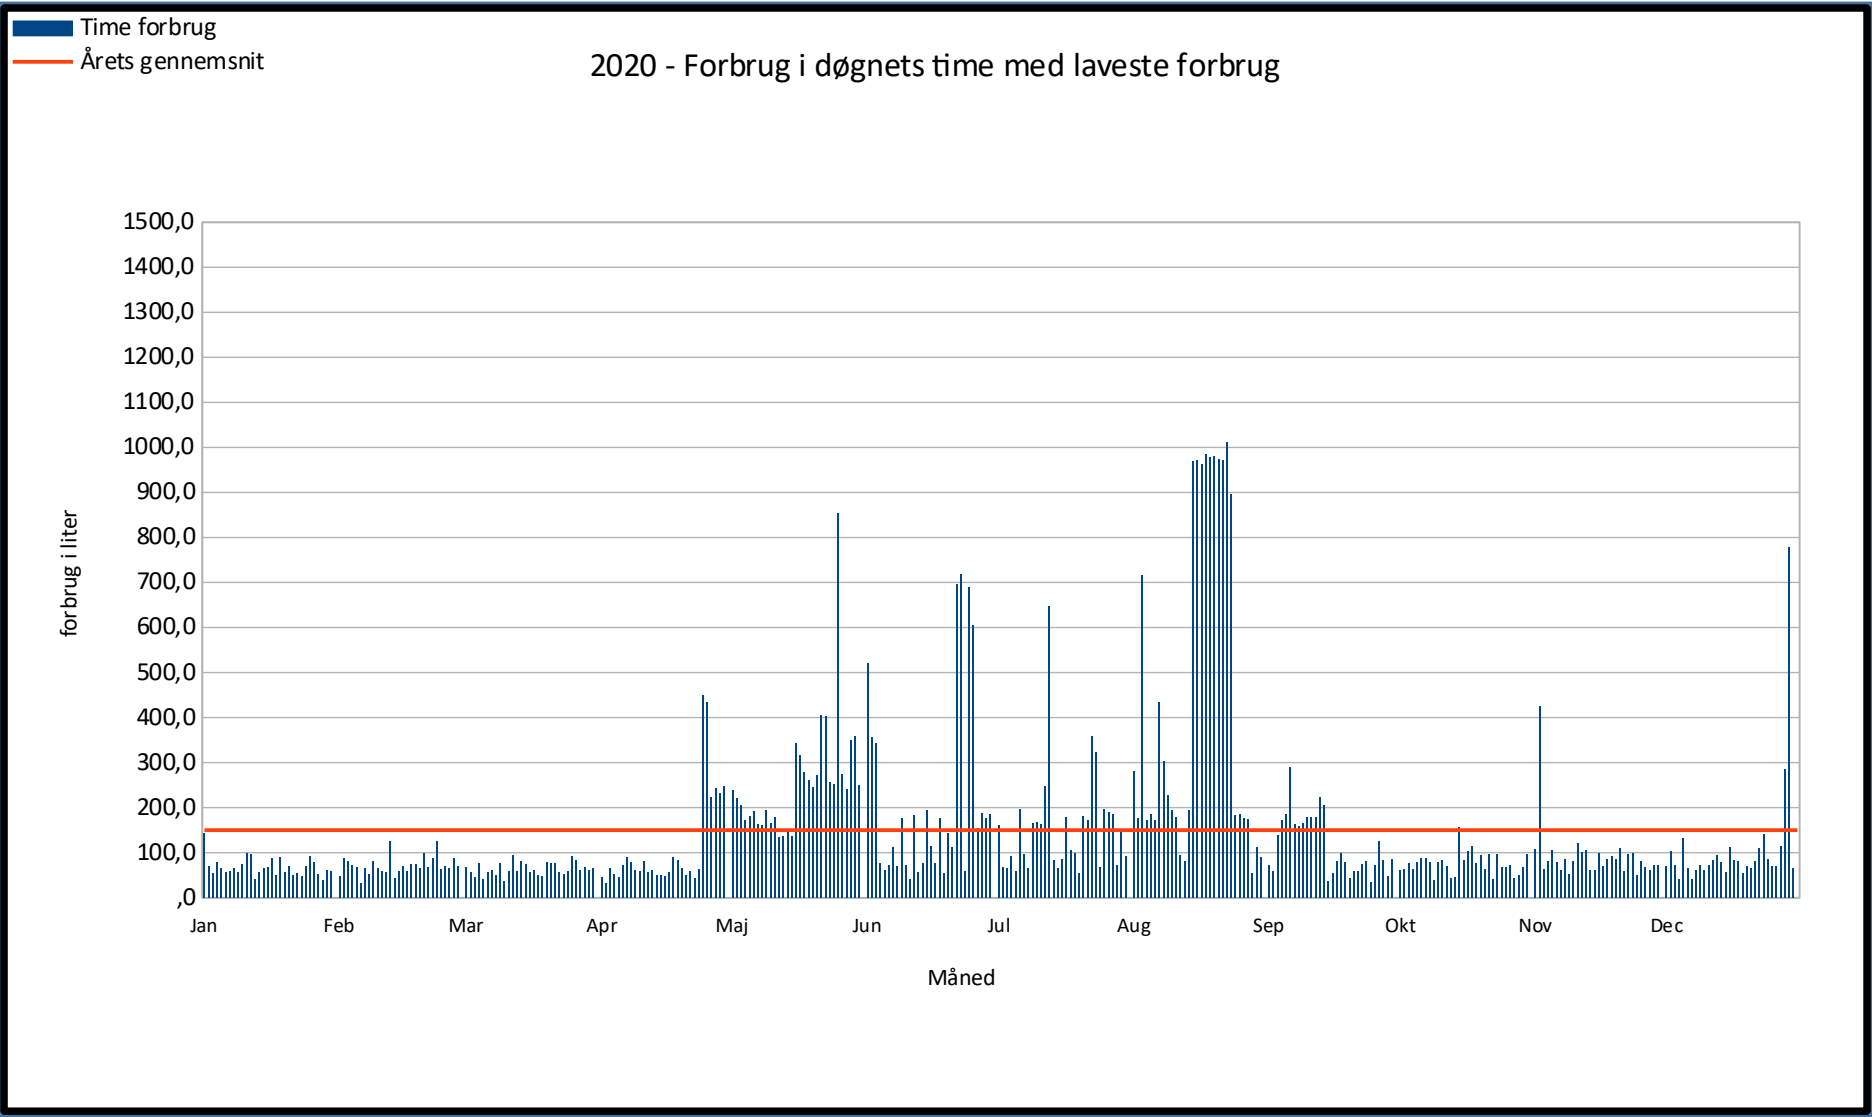 Time forbrug
Årets gennemsnit
2020 - Forbrug i døgnets time med laveste forbrug
1500,0
1400,0
1300,0
1200,0
1100,0
1000,0
900,0
800,0
700,0
600,0
500,0
400,0
300,0
200,0
100,0
,0
forbrug i liter
Jan Feb Mar Apr Maj Jun Jul Aug Sep Okt Nov Dec
Måned